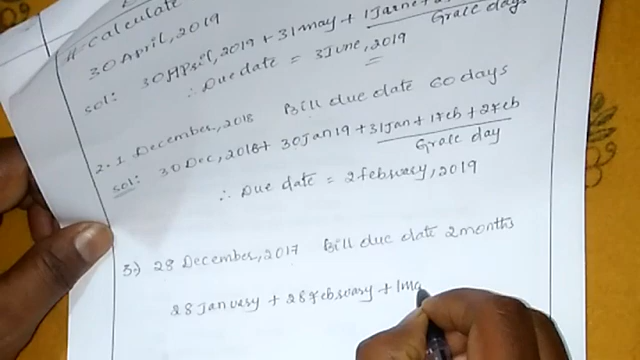 # calculate
30 April, 2019
sol: 30 April, 2019 + 31 may + 1 June +
Grace days
∴ Due date = 3 June, 2019
2. 1 December, 2018 Bill due date 60 days
sol: 30 Dec, 2018 + 30 Jan 19 + 31 Jan + 1 Feb + 2 Feb
Grace day
∴ Due date = 2 february, 2019
3.) 28 December, 2017 Bill due date 2 months
28 January + 28 February + 1 Ma